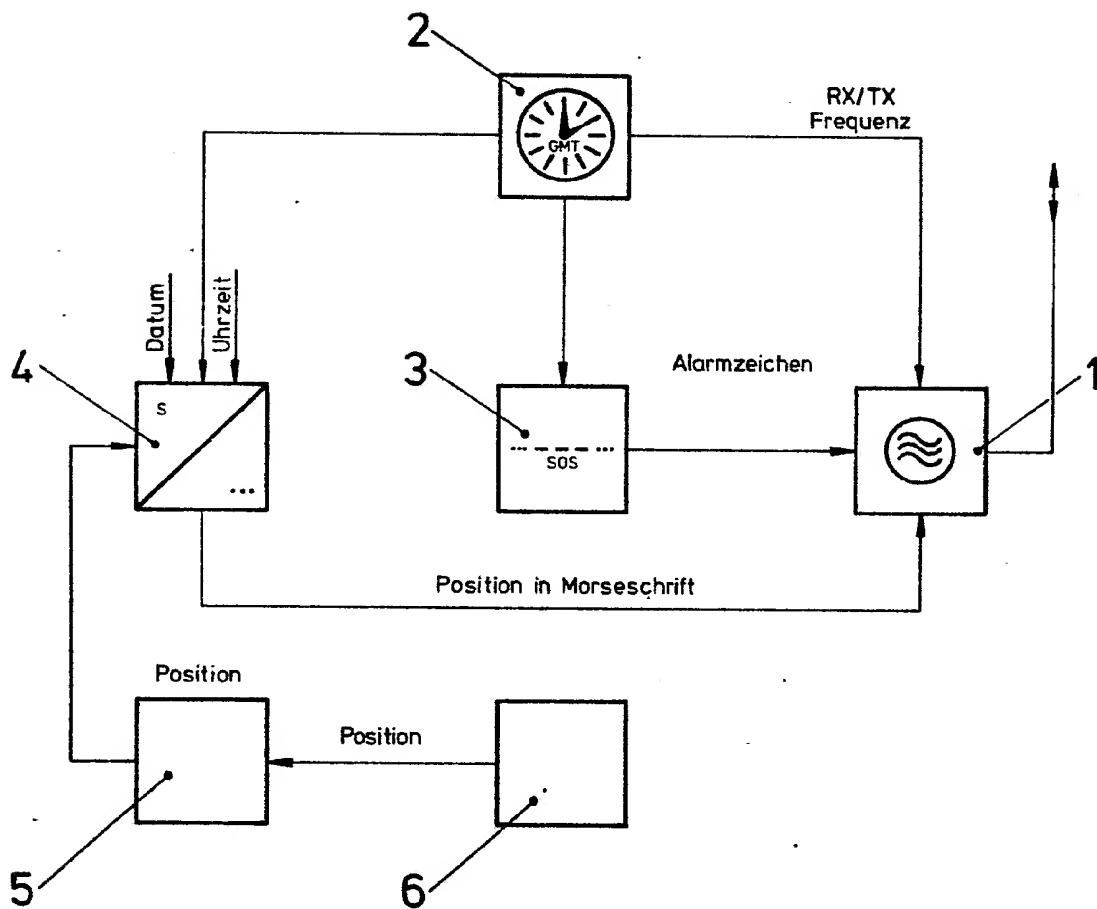 2
RX/TX
Frequenz
GMT
Datum
Uhrzeit
4
3
Alarmzeichen
1
S
...
... — — — ...
SOS
Position in Morseschrift
Position
Position
5
6